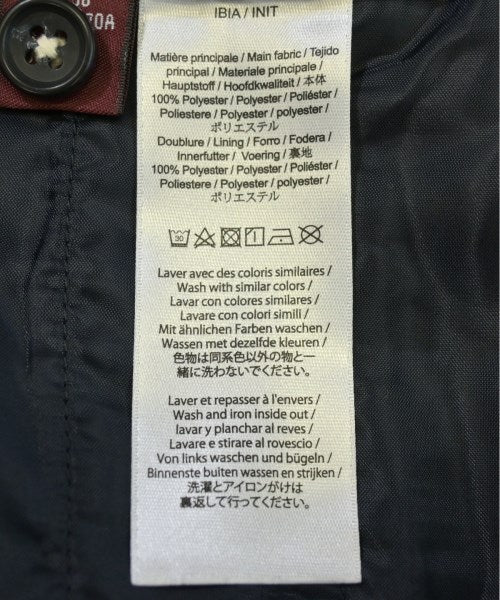 70A
IBIA / INIT
Matière principale / Main fabric / Tejido
principal / Materiale principale /
Hauptstoff / Hoofdkwaliteit / 本体
100% Polyester / Polyester / Poliéster /
Poliestere / Polyester / polyester /
ポリエステル
Doublure / Lining / Forro / Fodera /
Innerfutter / Voering / 裏地
100% Polyester / Polyester / Poliéster /
Poliestere / Polyester / polyester /
ポリエステル
30
Laver avec des coloris similaires /
Wash with similar colors /
Lavar con colores similares /
Lavare con colori simili /
Mit ähnlichen Farben waschen /
Wassen met dezelfde kleuren /
色物は同系色以外の物と一
緒に洗わないでください。
Laver et repasser à l'envers /
Wash and iron inside out /
lavar y planchar al reves /
Lavare e stirare al rovescio /
Von links waschen und bügeln /
Binnenste buiten wassen en strijken /
洗濯とアイロンがけは
裏返して行ってください。